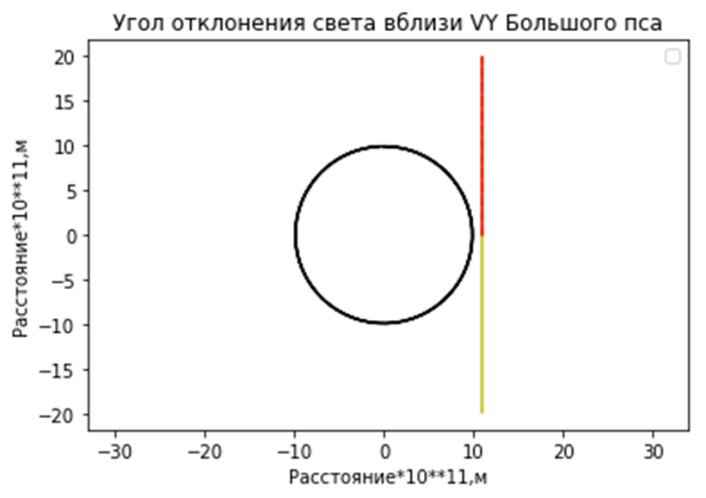 Угол отклонения света вблизи VY Большого пса
20
15
10
5
0
−5
−10
−15
−20
Расстояние*10**11,м
−30 −20 −10 0 10 20 30
Расстояние*10**11,м